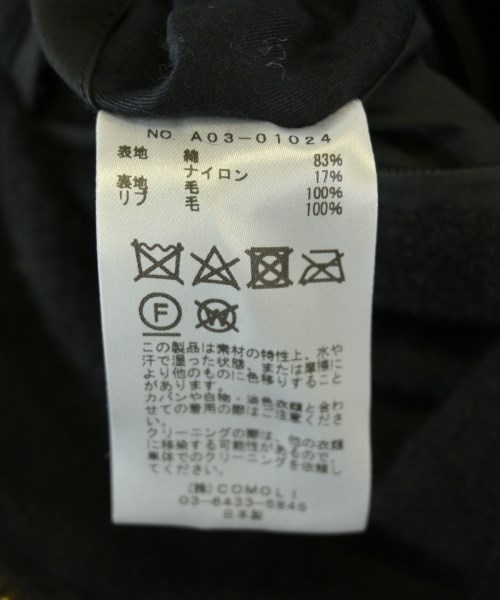 NO. A03-01024
表地 綿 83%
ナイロン 17%
裏地 毛 100%
リブ 毛 100%
F W
この製品は素材の特性上、水や
汗で湿った状態、または摩擦に
より他のものに色移りすること
があります。
カバンや白物・淡色衣類と合わ
せての着用の際はご注意くださ
い。
クリーニングの際は、他の衣類
に移染する可能性があるので、
単体でのクリーニングを依頼し
てください。
(株)COMOLI
03-6433-5845
日本製